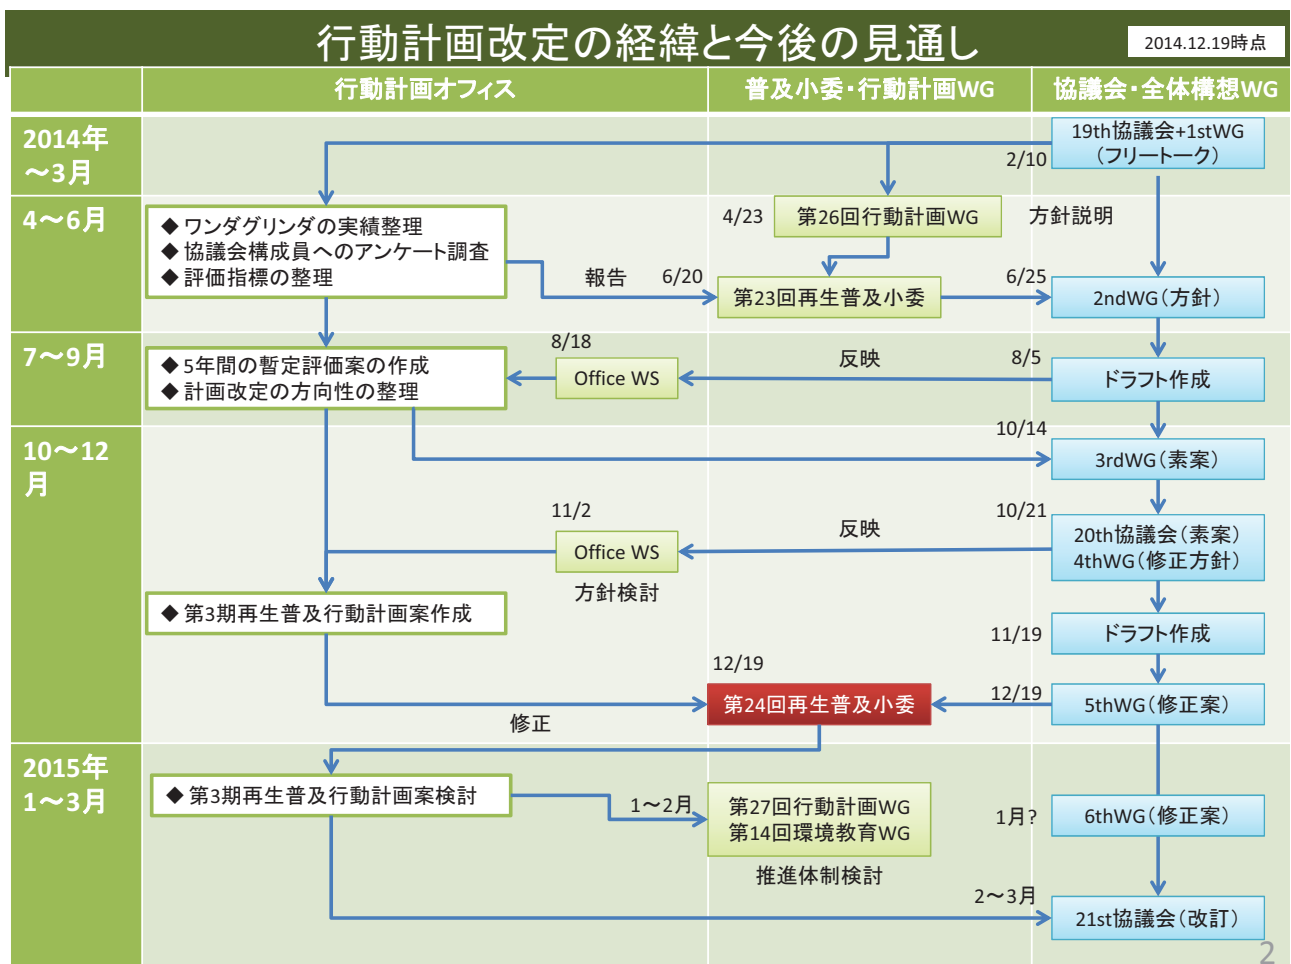 行動計画改定の経緯と今後の見通し
2014.12.19時点
行動計画オフィス
普及小委・行動計画WG
協議会・全体構想WG
2014年
～3月
19th協議会+1stWG
（フリートーク）
2/10
4～6月
◆ ワンダグリンダの実績整理
◆ 協議会構成員へのアンケート調査
◆ 評価指標の整理
4/23
第26回行動計画WG
方針説明
報告
6/20
第23回再生普及小委
6/25
2ndWG（方針）
7～9月
◆ 5年間の暫定評価案の作成
◆ 計画改定の方向性の整理
8/18
Office WS
反映
8/5
ドラフト作成
10～12
月
10/14
3rdWG（素案）
11/2
Office WS
方針検討
反映
10/21
20th協議会（素案）
4thWG（修正方針）
◆ 第3期再生普及行動計画案作成
11/19
ドラフト作成
12/19
第24回再生普及小委
12/19
5thWG（修正案）
修正
2015年
1～3月
◆ 第3期再生普及行動計画案検討
1～2月
第27回行動計画WG
第14回環境教育WG
推進体制検討
1月?
6thWG（修正案）
2～3月
21st協議会（改訂）
2